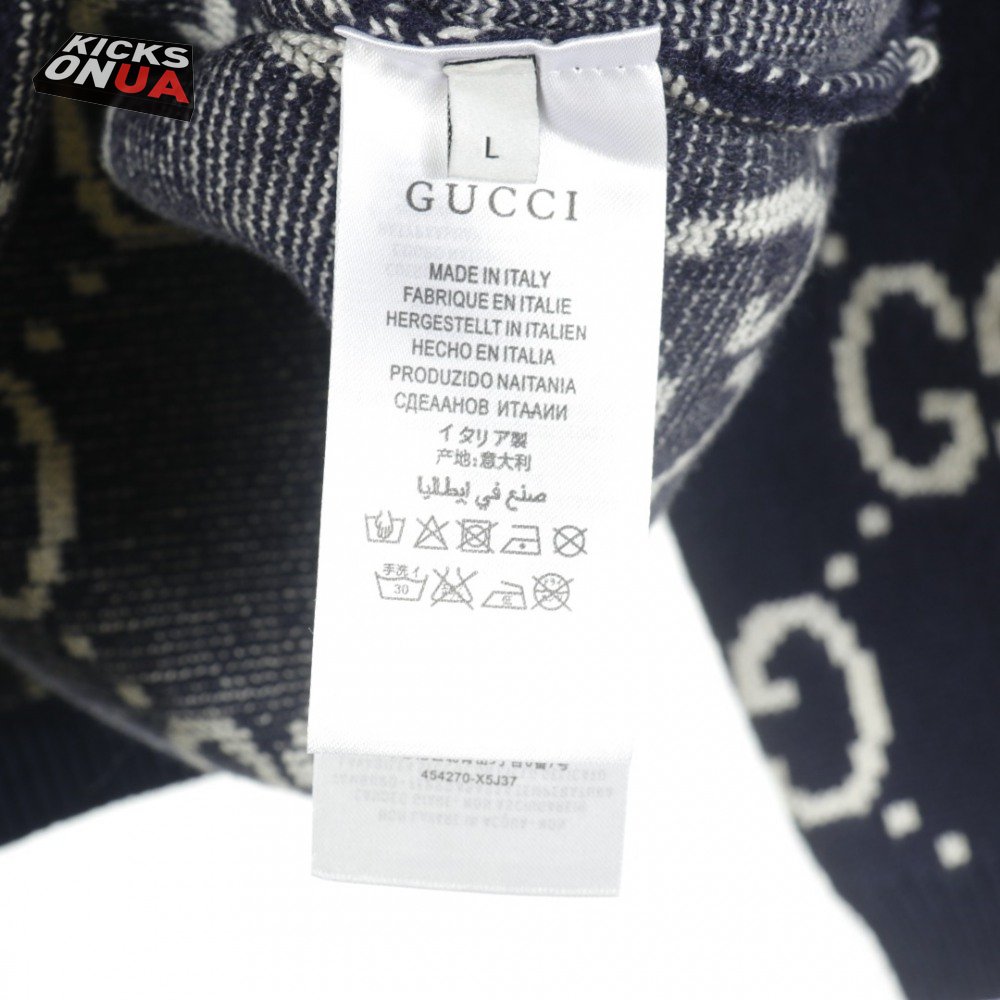 KICKS
ONUA
L
GUCCI
MADE IN ITALY
FABRIQUE EN ITALIE
HERGESTELLT IN ITALIEN
HECHO EN ITALIA
PRODUZIDO NAITANIA
СДЕААНОВ ИТААИИ
イタリア製
产地:意大利
صنع في إيطاليا
手洗イ
30
454270-X5J37